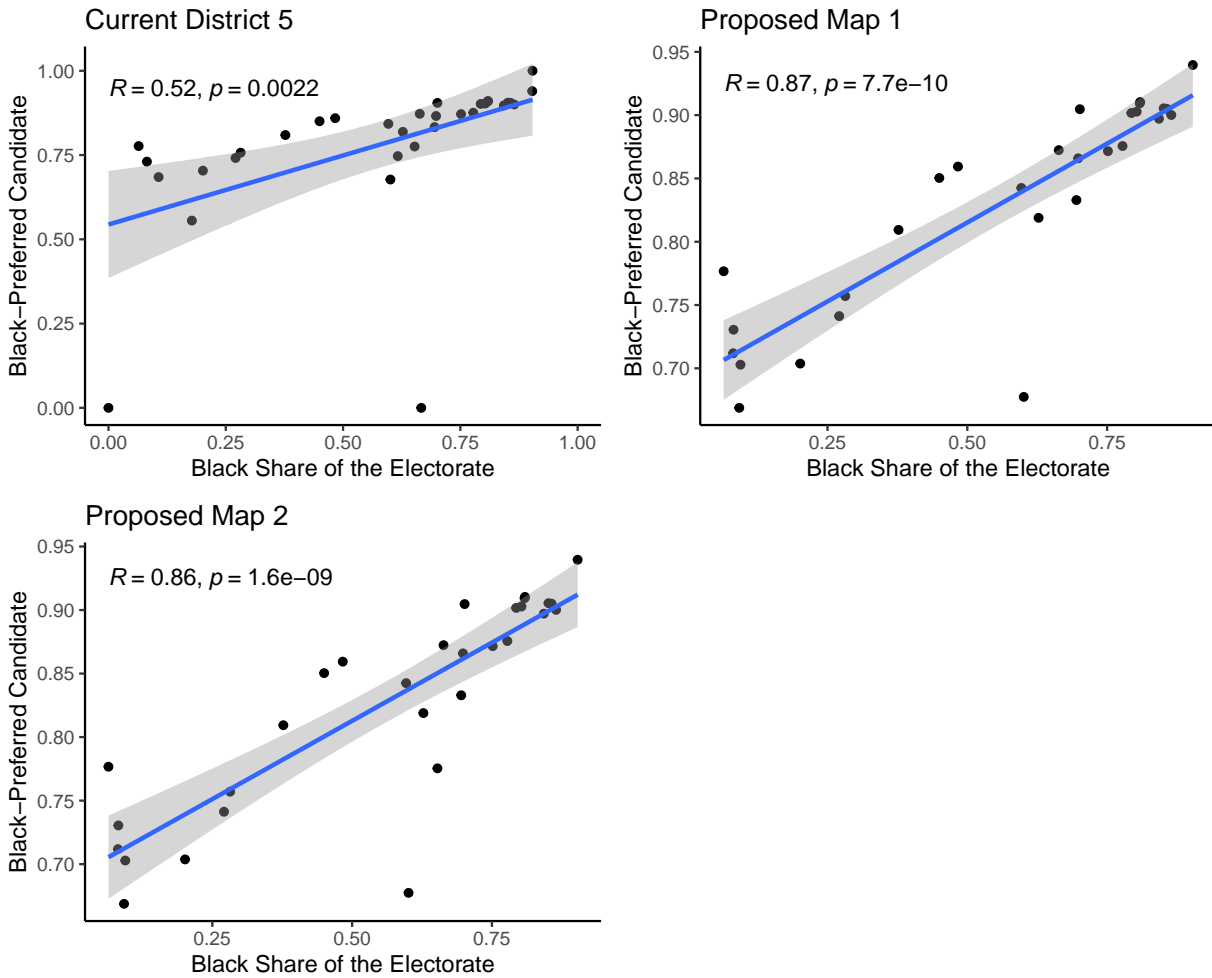 Current District 5
R = 0.52, p = 0.0022
1.00
0.75
0.50
0.25
0.00
Black−Preferred Candidate
0.00 0.25 0.50 0.75 1.00
Black Share of the Electorate
Proposed Map 1
R = 0.87, p = 7.7e−10
0.95
0.90
0.85
0.80
0.75
0.70
Black−Preferred Candidate
0.25 0.50 0.75
Black Share of the Electorate
Proposed Map 2
R = 0.86, p = 1.6e−09
0.95
0.90
0.85
0.80
0.75
0.70
Black−Preferred Candidate
0.25 0.50 0.75
Black Share of the Electorate